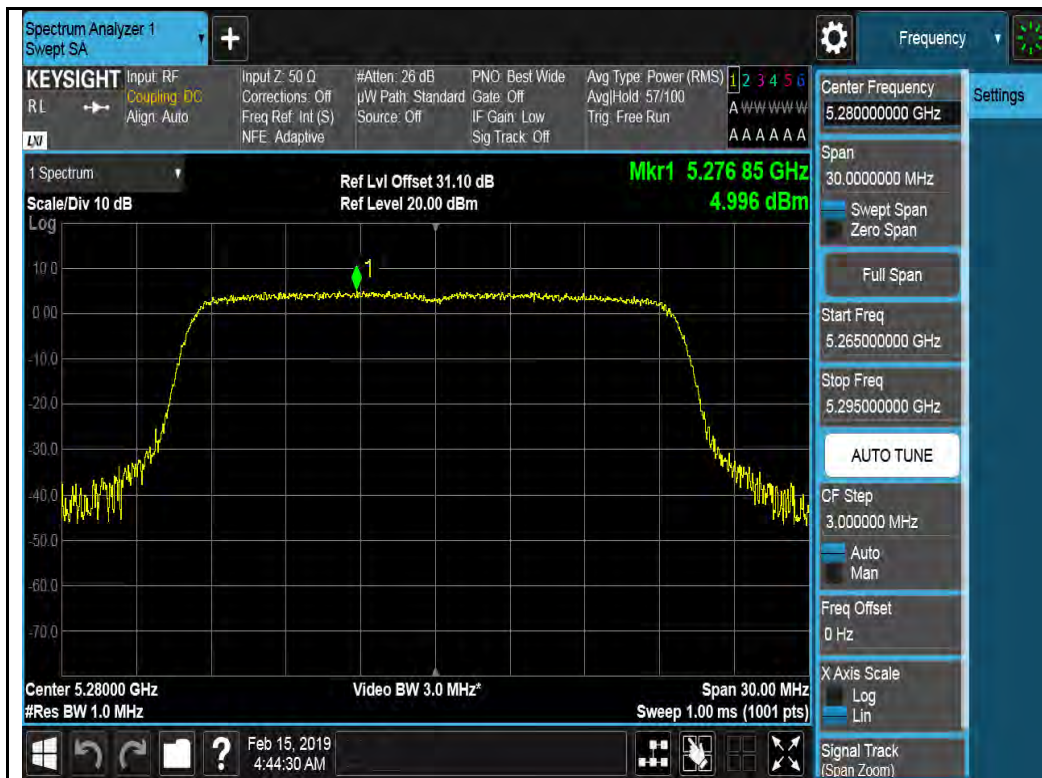 Spectrum Analyzer 1
Swept SA
+
Frequency
KEYSIGHT
R L
LXI
Input: RF
Coupling: DC
Align: Auto
Input Z: 50 Ω
Corrections: Off
Freq Ref: Int (S)
NFE: Adaptive
#Atten: 26 dB
µW Path: Standard
Source: Off
PNO: Best Wide
Gate: Off
IF Gain: Low
Sig Track: Off
Avg Type: Power (RMS)
Avg|Hold: 57/100
Trig: Free Run
1 2 3 4 5 6
A W W W W W
A A A A A A
1 Spectrum
Scale/Div 10 dB
Log
Ref Lvl Offset 31.10 dB
Ref Level 20.00 dBm
Mkr1 5.276 85 GHz
4.996 dBm
1
10.0
0.00
-10.0
-20.0
-30.0
-40.0
-50.0
-60.0
-70.0
Center 5.28000 GHz
#Res BW 1.0 MHz
Video BW 3.0 MHz*
Span 30.00 MHz
Sweep 1.00 ms (1001 pts)
Center Frequency
5.280000000 GHz
Span
30.0000000 MHz
Swept Span
Zero Span
Full Span
Start Freq
5.265000000 GHz
Stop Freq
5.295000000 GHz
AUTO TUNE
CF Step
3.000000 MHz
Auto
Man
Freq Offset
0 Hz
X Axis Scale
Log
Lin
Signal Track
(Span Zoom)
Settings
?
Feb 15, 2019
4:44:30 AM